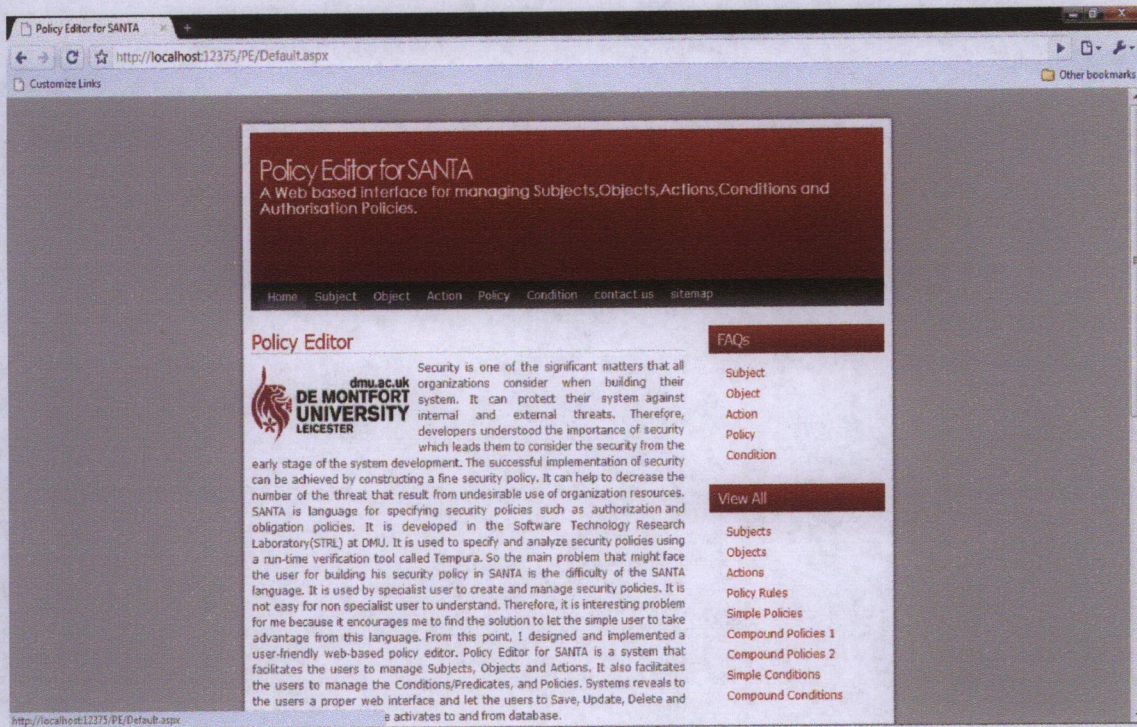 Policy Editor for SANTA
http://localhost:12375/PE/Default.aspx
Customize Links
Other bookmarks
Policy Editor for SANTA
A Web based interface for managing Subjects,Objects,Actions,Conditions and
Authorisation Policies.
Home Subject Object Action Policy Condition contact us sitemap
Policy Editor
dmu.ac.uk
DE MONTFORT
UNIVERSITY
LEICESTER
Security is one of the significant matters that all
organizations consider when building their
system. It can protect their system against
internal and external threats. Therefore,
developers understood the importance of security
which leads them to consider the security from the
early stage of the system development. The successful implementation of security
can be achieved by constructing a fine security policy. It can help to decrease the
number of the threat that result from undesirable use of organization resources.
SANTA is language for specifying security policies such as authorization and
obligation policies. It is developed in the Software Technology Research
Laboratory(STRL) at DMU. It is used to specify and analyze security policies using
a run-time verification tool called Tempura. So the main problem that might face
the user for building his security policy in SANTA is the difficulty of the SANTA
language. It is used by specialist user to create and manage security policies. It is
not easy for non specialist user to understand. Therefore, it is interesting problem
for me because it encourages me to find the solution to let the simple user to take
advantage from this language. From this point, I designed and implemented a
user-friendly web-based policy editor. Policy Editor for SANTA is a system that
facilitates the users to manage Subjects, Objects and Actions. It also facilitates
the users to manage the Conditions/Predicates, and Policies. Systems reveals to
the users a proper web interface and let the users to Save, Update, Delete and
e activates to and from database.
FAQs
Subject
Object
Action
Policy
Condition
View All
Subjects
Objects
Actions
Policy Rules
Simple Policies
Compound Policies 1
Compound Policies 2
Simple Conditions
Compound Conditions
http://localhost:12375/PE/Default.aspx